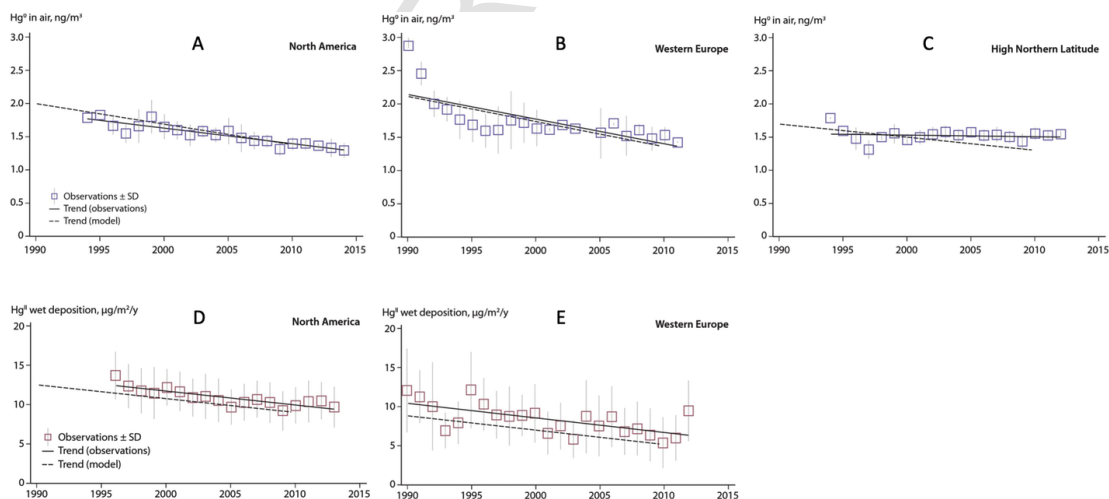 Hg⁰ in air, ng/m³
A
North America
3.0
2.5
2.0
1.5
1.0
0.5
0
Observations ± SD
Trend (observations)
Trend (model)
1990 1995 2000 2005 2010 2015
Hg⁰ in air, ng/m³
B
Western Europe
3.0
2.5
2.0
1.5
1.0
0.5
0
1990 1995 2000 2005 2010 2015
Hg⁰ in air, ng/m³
C
High Northern Latitude
3.0
2.5
2.0
1.5
1.0
0.5
0
1990 1995 2000 2005 2010 2015
Hgᴵᴵ wet deposition, µg/m²/y
D
North America
20
15
10
5
0
Observations ± SD
Trend (observations)
Trend (model)
1990 1995 2000 2005 2010 2015
Hgᴵᴵ wet deposition, µg/m²/y
E
Western Europe
20
15
10
5
0
1990 1995 2000 2005 2010 2015